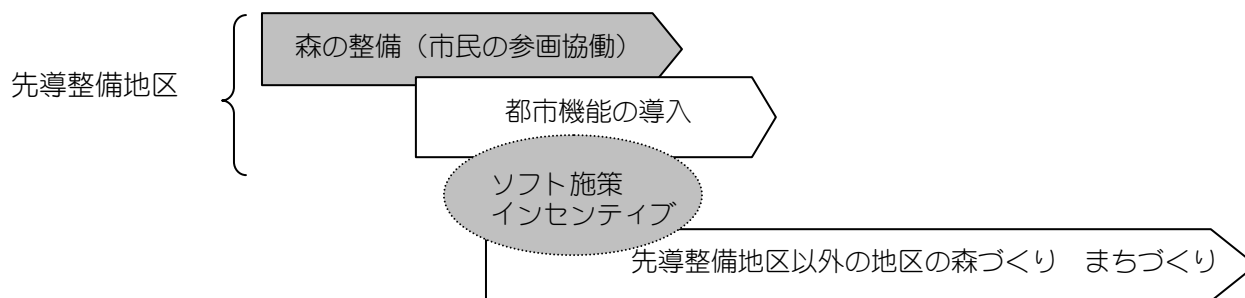 森の整備（市民の参画協働）
先導整備地区
都市機能の導入
ソフト施策
インセンティブ
先導整備地区以外の地区の森づくり　まちづくり